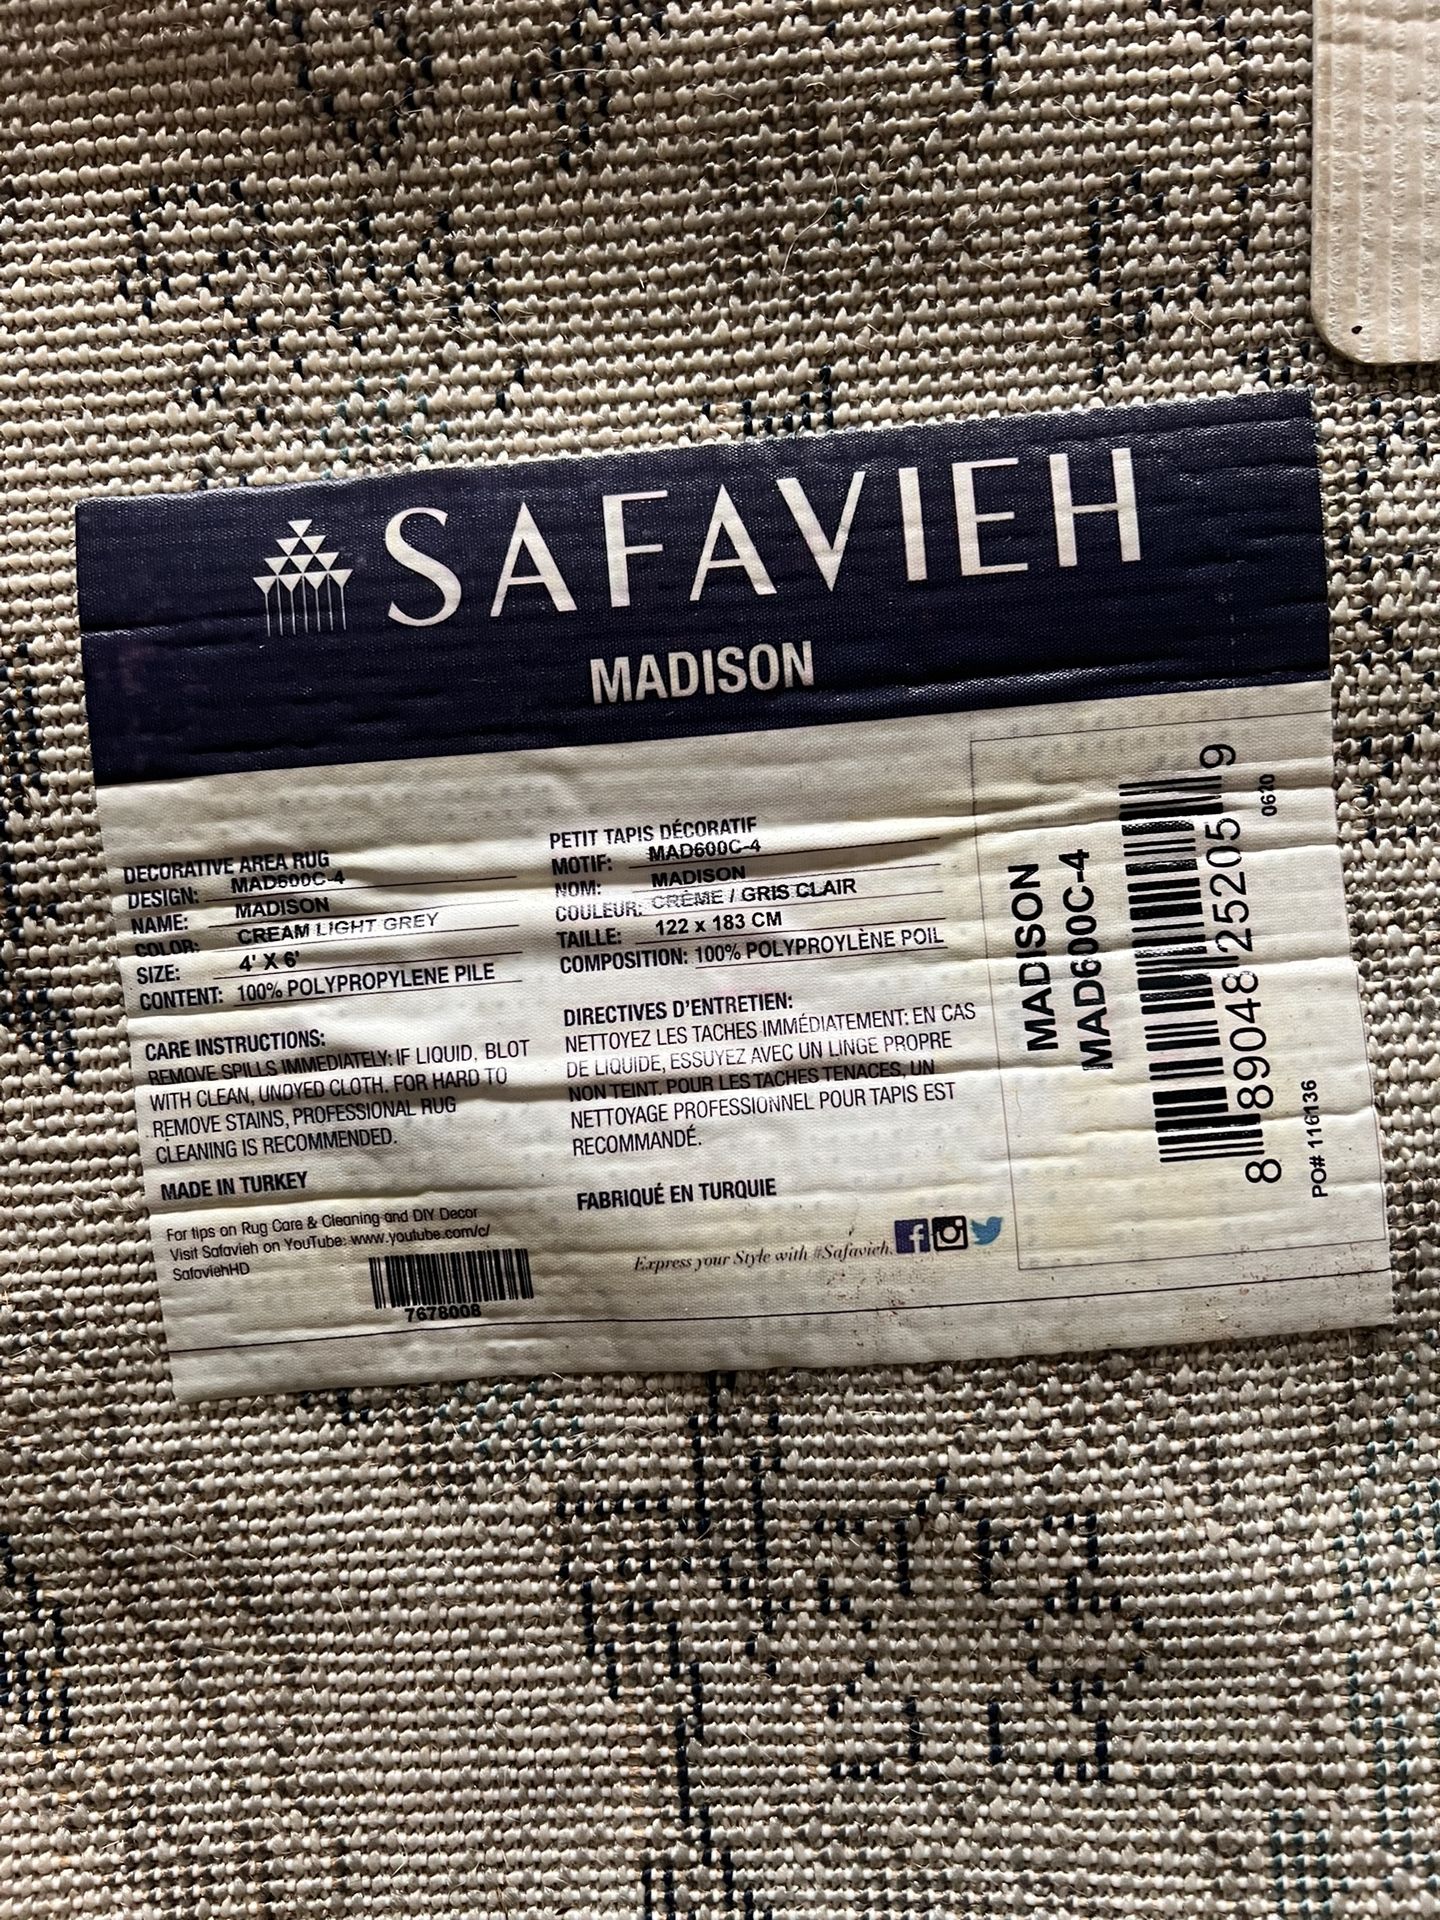 SAFAVIEH
MADISON
DECORATIVE AREA RUG
DESIGN: MAD600C-4
NAME: MADISON
COLOR: CREAM LIGHT GREY
SIZE: 4' X 6'
CONTENT: 100% POLYPROPYLENE PILE
CARE INSTRUCTIONS:
REMOVE SPILLS IMMEDIATELY: IF LIQUID, BLOT
WITH CLEAN, UNDYED CLOTH. FOR HARD TO
REMOVE STAINS, PROFESSIONAL RUG
CLEANING IS RECOMMENDED.
MADE IN TURKEY
For tips on Rug Care & Cleaning and DIY Decor
Visit Safavieh on YouTube: www.youtube.com/c/
SafaviehHD
7678008
PETIT TAPIS DÉCORATIF
MOTIF: MAD600C-4
NOM: MADISON
COULEUR: CRÈME / GRIS CLAIR
TAILLE: 122 x 183 CM
COMPOSITION: 100% POLYPROYLÈNE POIL
DIRECTIVES D'ENTRETIEN:
NETTOYEZ LES TACHES IMMÉDIATEMENT: EN CAS
DE LIQUIDE, ESSUYEZ AVEC UN LINGE PROPRE
NON TEINT. POUR LES TACHES TENACES, UN
NETTOYAGE PROFESSIONNEL POUR TAPIS EST
RECOMMANDÉ.
FABRIQUÉ EN TURQUIE
Express your Style with #Safavieh.
MADISON
MAD600C-4
8 89048 25205 9
PO# 116136